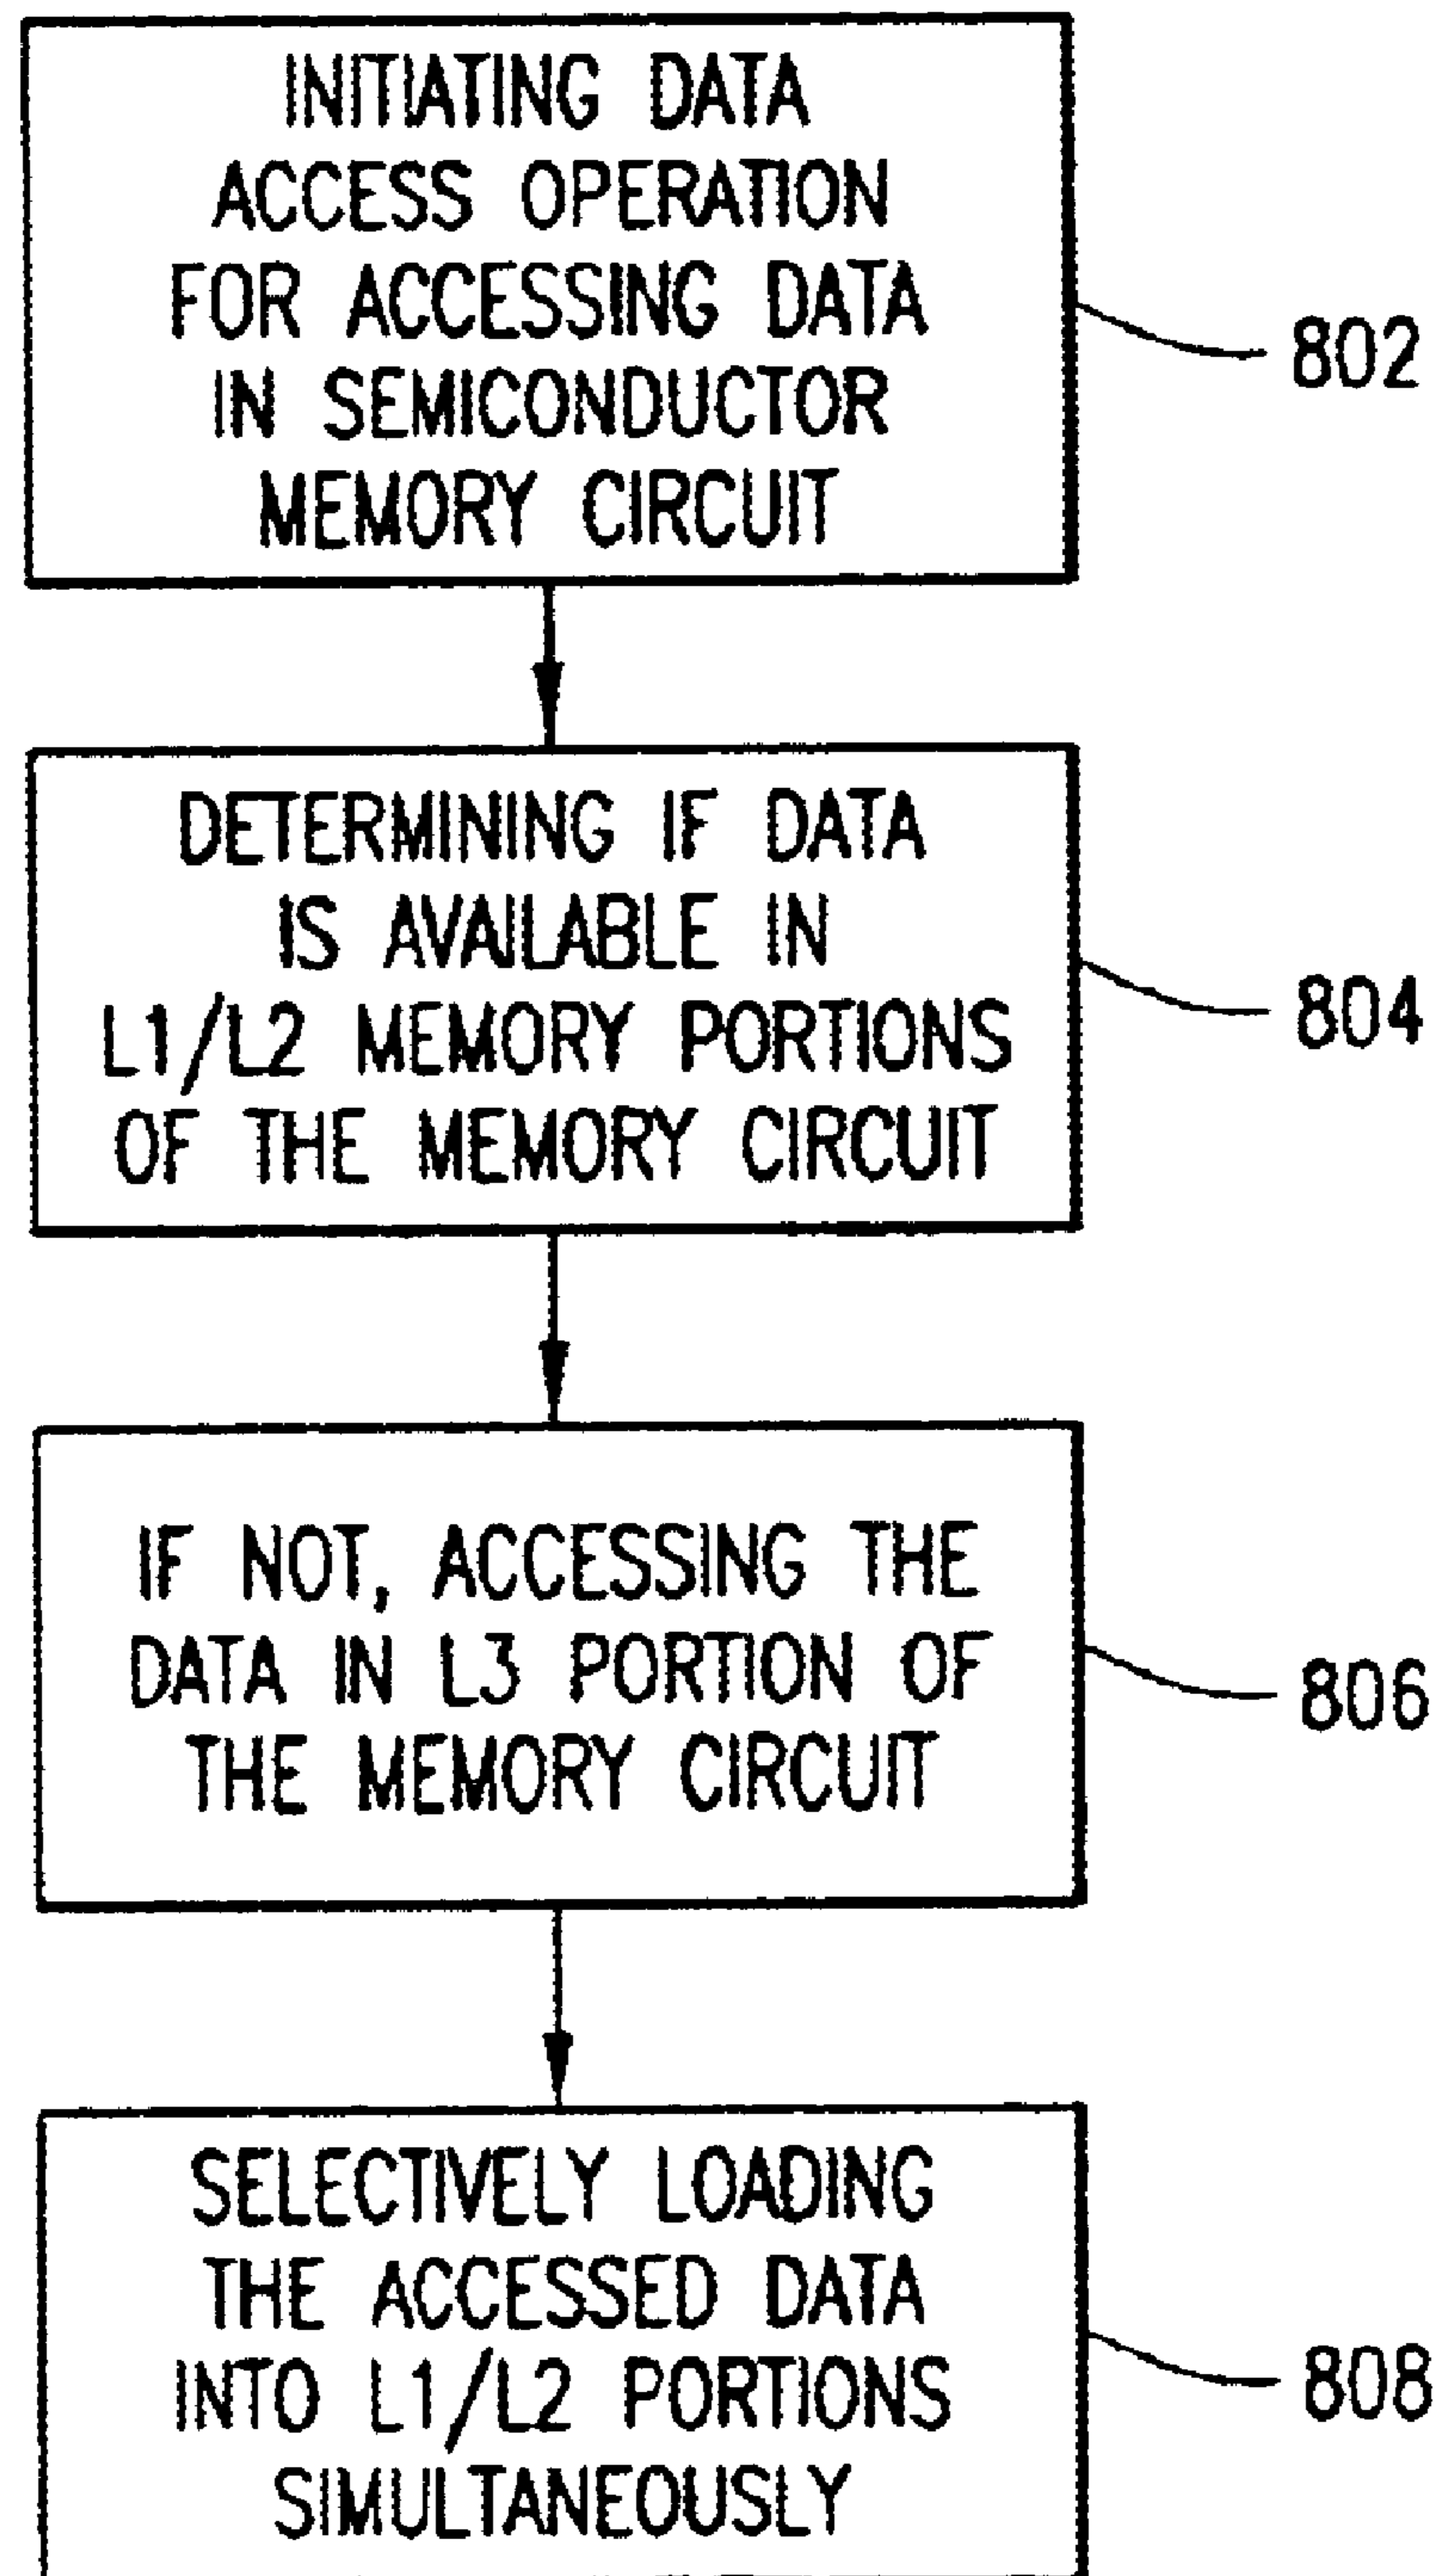 INITIATING DATA
ACCESS OPERATION
FOR ACCESSING DATA
IN SEMICONDUCTOR
MEMORY CIRCUIT
802
DETERMINING IF DATA
IS AVAILABLE IN
L1/L2 MEMORY PORTIONS
OF THE MEMORY CIRCUIT
804
IF NOT, ACCESSING THE
DATA IN L3 PORTION OF
THE MEMORY CIRCUIT
806
SELECTIVELY LOADING
THE ACCESSED DATA
INTO L1/L2 PORTIONS
SIMULTANEOUSLY
808